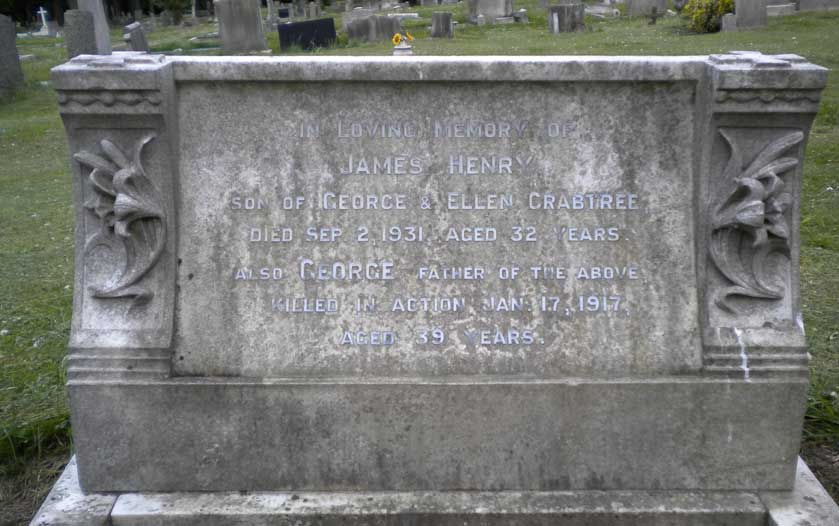 IN LOVING MEMORY OF
JAMES HENRY
SON OF GEORGE & ELLEN CRABTREE
DIED SEP. 2, 1931. AGED 32 YEARS.
ALSO GEORGE FATHER OF THE ABOVE
KILLED IN ACTION JAN. 17, 1917.
AGED 39 YEARS.